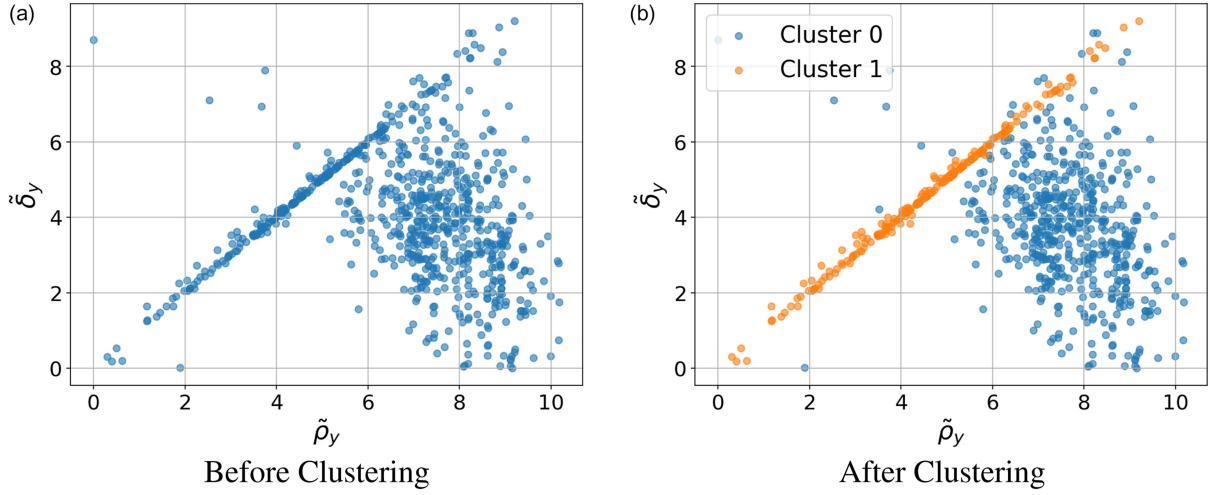 (a)
8
6
4
2
0
δ̃y
0 2 4 6 8 10
ρ̃y
Before Clustering
(b)
Cluster 0
Cluster 1
8
6
4
2
0
δ̃y
0 2 4 6 8 10
ρ̃y
After Clustering